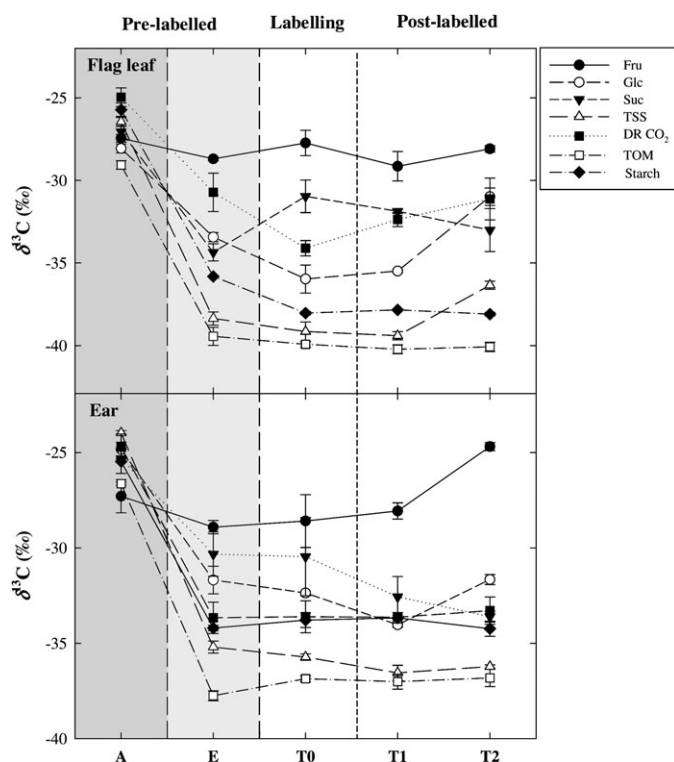 Pre-labelled Labelling Post-labelled
Flag leaf
-25
-30
-35
-40
δ¹³C (‰)
Fru
Glc
Suc
TSS
DR CO₂
TOM
Starch
Ear
-25
-30
-35
-40
δ¹³C (‰)
A E T0 T1 T2